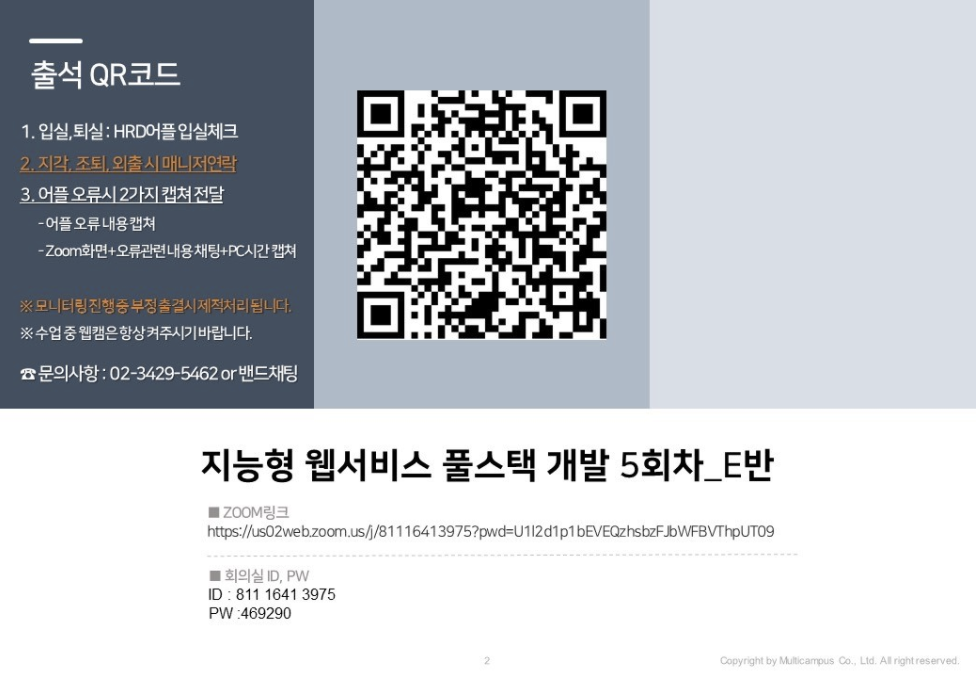 출석 QR코드
1. 입실,퇴실 : HRD어플 입실체크
2. 지각, 조퇴, 외출 시 매니저연락
3. 어플 오류시 2가지 캡쳐 전달
- 어플 오류 내용 캡쳐
- Zoom화면+오류관련 내용 채팅+PC시간 캡쳐
※ 모니터링 진행 중 부정 출결시 제적처리 됩니다.
※ 수업 중 웹캠은 항상 켜주시기 바랍니다.
☎ 문의사항 : 02-3429-5462 or 밴드채팅
지능형 웹서비스 풀스택 개발 5회차_E반
■ ZOOM링크
https://us02web.zoom.us/j/81116413975?pwd=U1I2d1p1bEVEQzhsbzFJbWFBVThpUT09
■ 회의실 ID, PW
ID : 811 1641 3975
PW :469290
2
Copyright by Multicampus Co., Ltd. All right reserved.